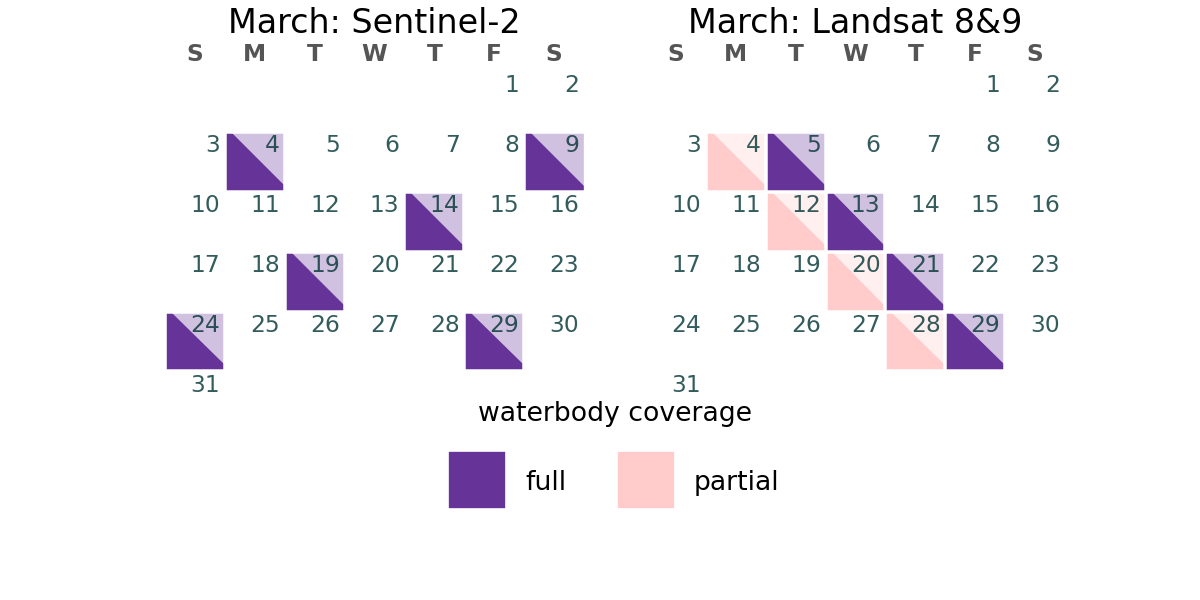 March: Sentinel-2
S M T W T F S
1 2
3 4 5 6 7 8 9
10 11 12 13 14 15 16
17 18 19 20 21 22 23
24 25 26 27 28 29 30
31
March: Landsat 8&9
S M T W T F S
1 2
3 4 5 6 7 8 9
10 11 12 13 14 15 16
17 18 19 20 21 22 23
24 25 26 27 28 29 30
31
waterbody coverage
full
partial